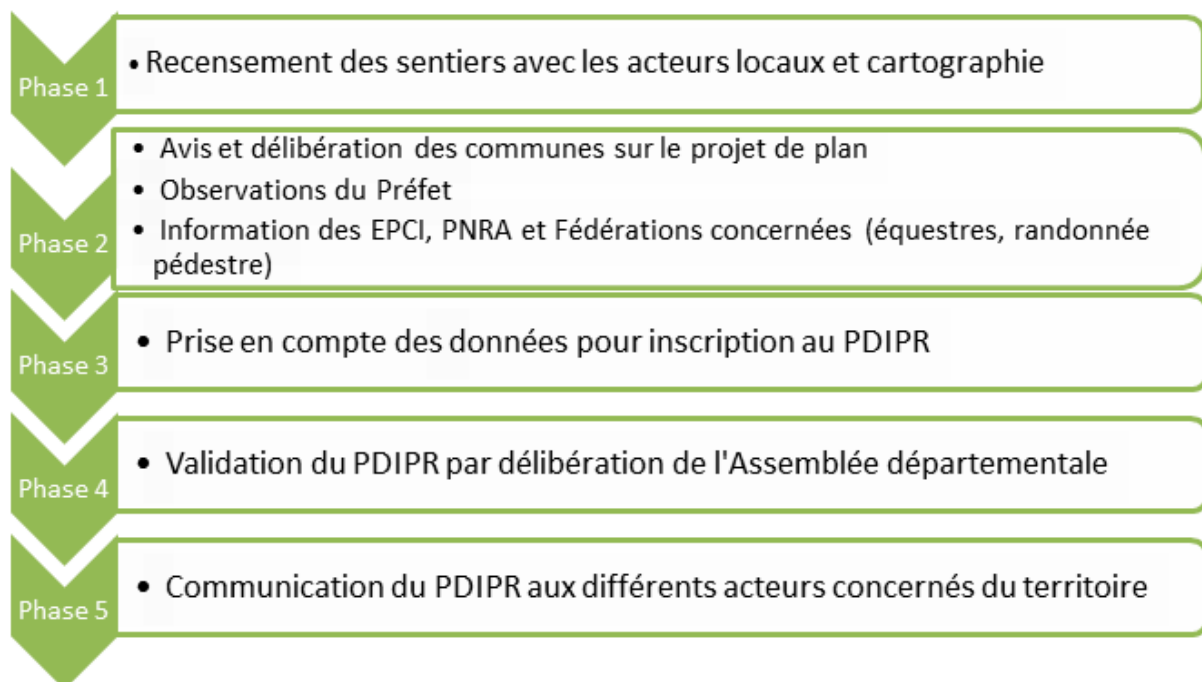 Phase 1
• Recensement des sentiers avec les acteurs locaux et cartographie
Phase 2
• Avis et délibération des communes sur le projet de plan
• Observations du Préfet
• Information des EPCI, PNRA et Fédérations concernées (équestres, randonnée
pédestre)
Phase 3
• Prise en compte des données pour inscription au PDIPR
Phase 4
• Validation du PDIPR par délibération de l'Assemblée départementale
Phase 5
• Communication du PDIPR aux différents acteurs concernés du territoire